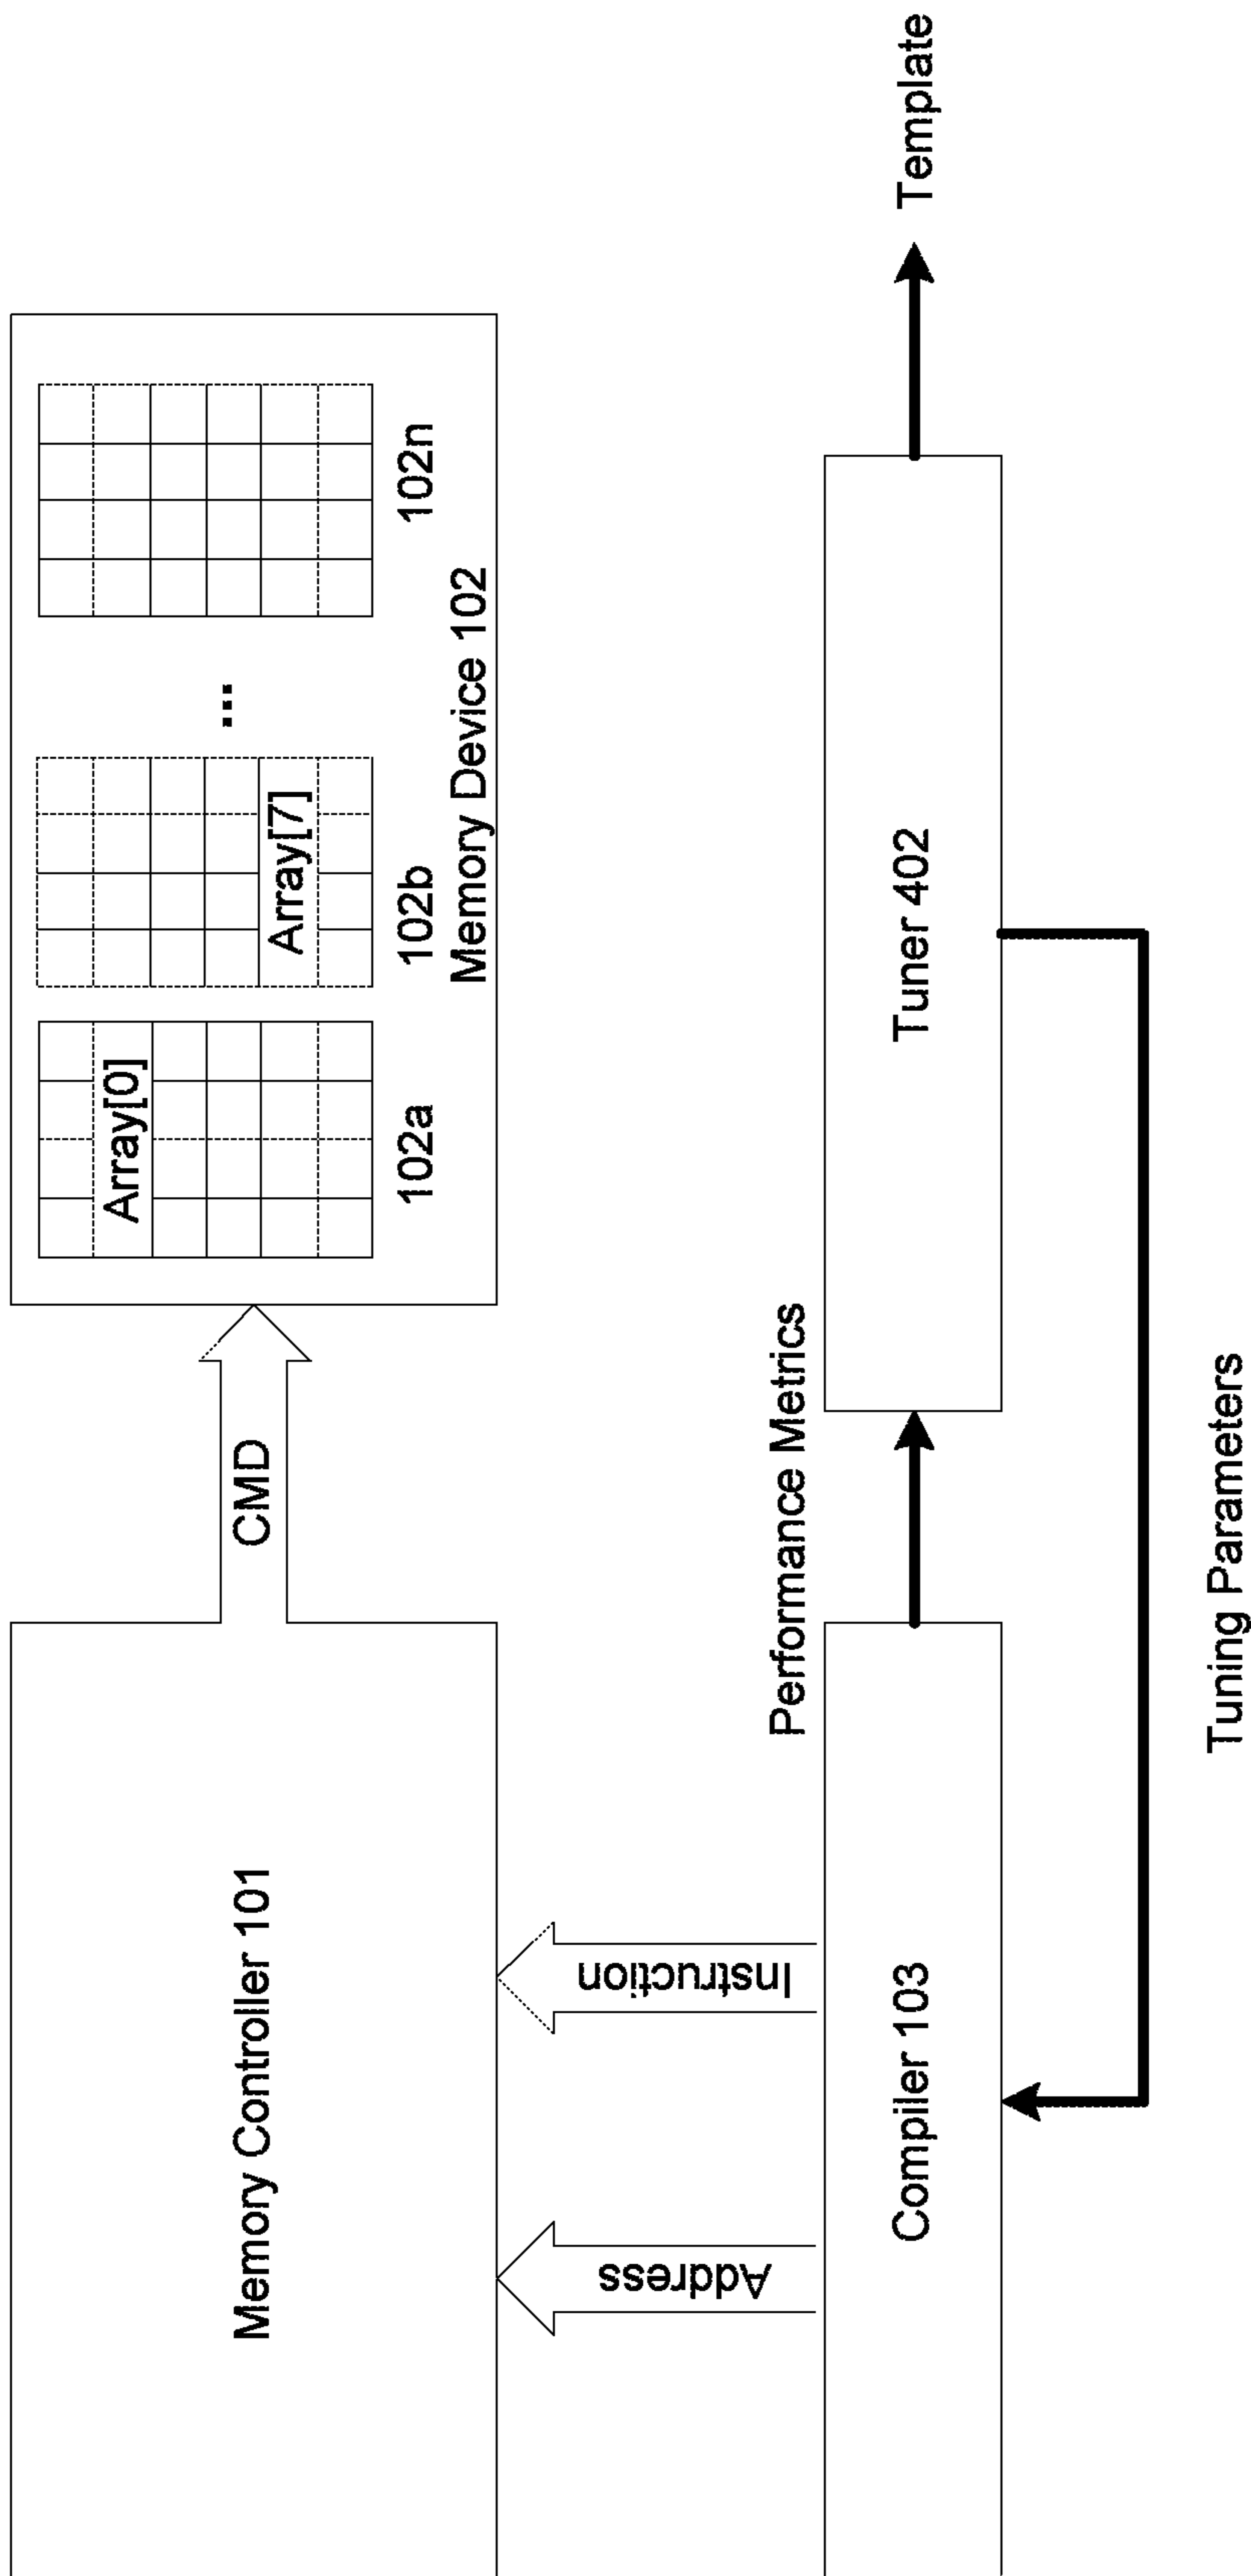 Memory Controller 101
CMD
Array[0]
Array[7]
...
102a
102b
102n
Memory Device 102
Address
Instruction
Performance Metrics
Compiler 103
Tuner 402
Template
Tuning Parameters